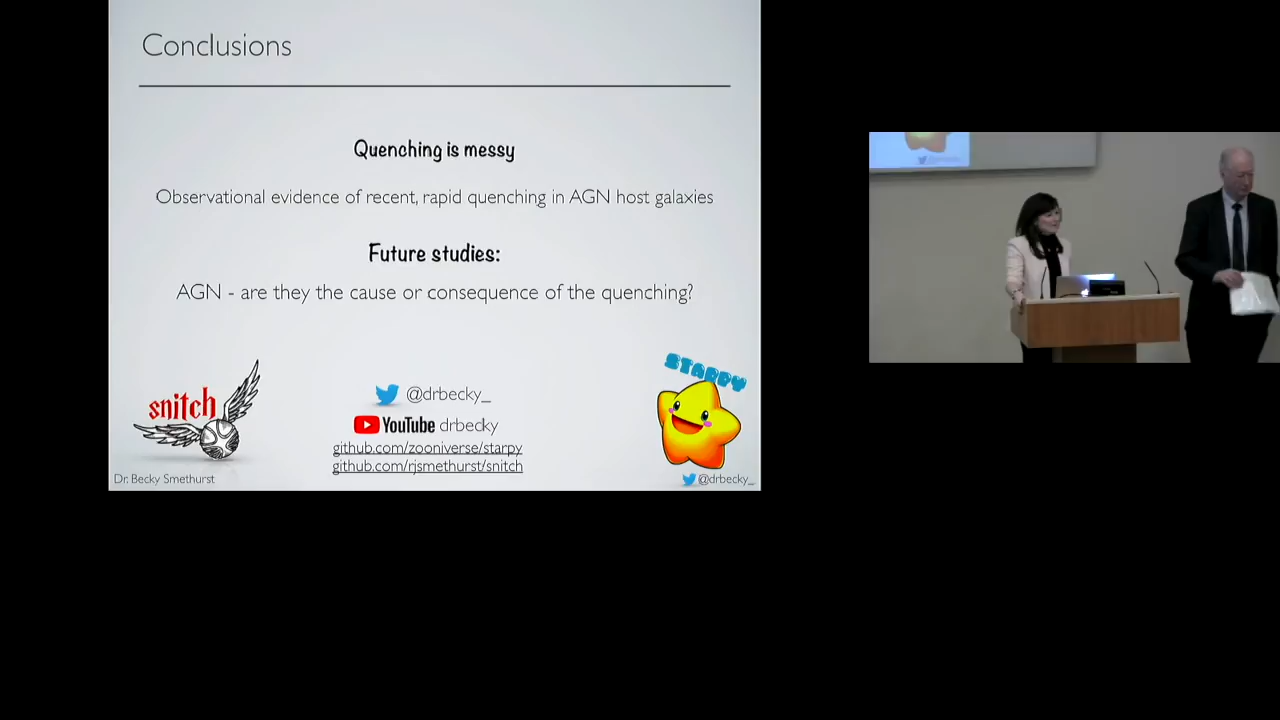 Conclusions
Quenching is messy
Observational evidence of recent, rapid quenching in AGN host galaxies
Future studies:
AGN - are they the cause or consequence of the quenching?
STARPY
snitch
@drbecky_
YouTube drbecky
github.com/zooniverse/starpy
github.com/rjsmethurst/snitch
Dr. Becky Smethurst
@drbecky_